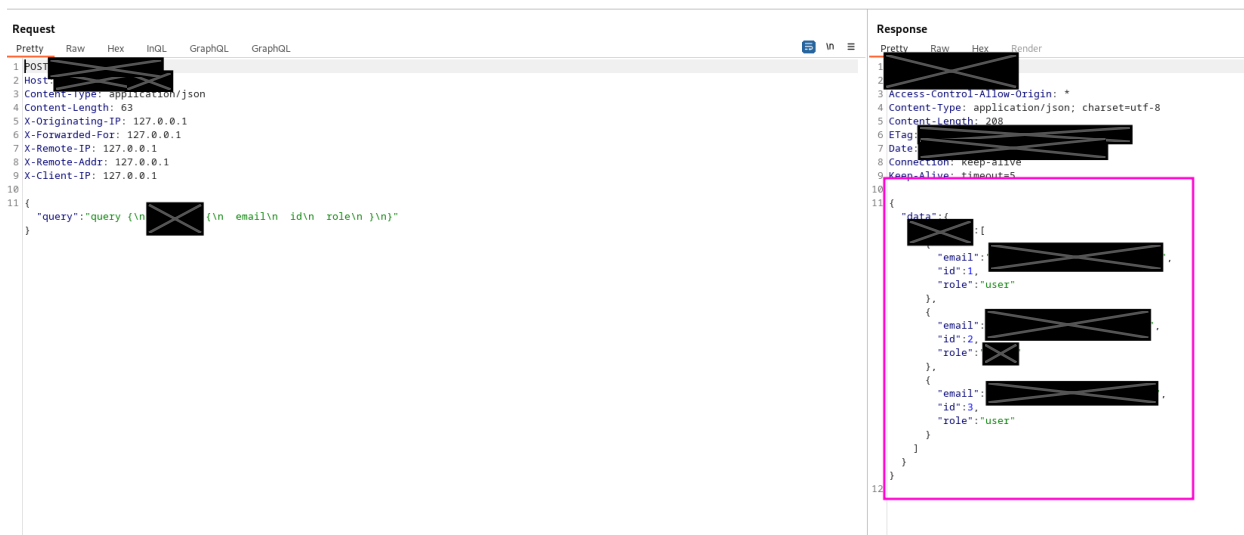 Request
Pretty Raw Hex InQL GraphQL GraphQL \n
1 POST
2 Host:
3 Content-Type: application/json
4 Content-Length: 63
5 X-Originating-IP: 127.0.0.1
6 X-Forwarded-For: 127.0.0.1
7 X-Remote-IP: 127.0.0.1
8 X-Remote-Addr: 127.0.0.1
9 X-Client-IP: 127.0.0.1
10
11 {
"query":"query {\n {\n email\n id\n role\n }\n}"
}
Response
Pretty Raw Hex Render
1
2
3 Access-Control-Allow-Origin: *
4 Content-Type: application/json; charset=utf-8
5 Content-Length: 208
6 ETag:
7 Date:
8 Connection: keep-alive
9 Keep-Alive: timeout=5
10
11 {
"data":{
:[
{
"email":" ",
"id":1,
"role":"user"
},
{
"email": ",
"id":2,
"role":" "
},
{
"email": ",
"id":3,
"role":"user"
}
]
}
}
12